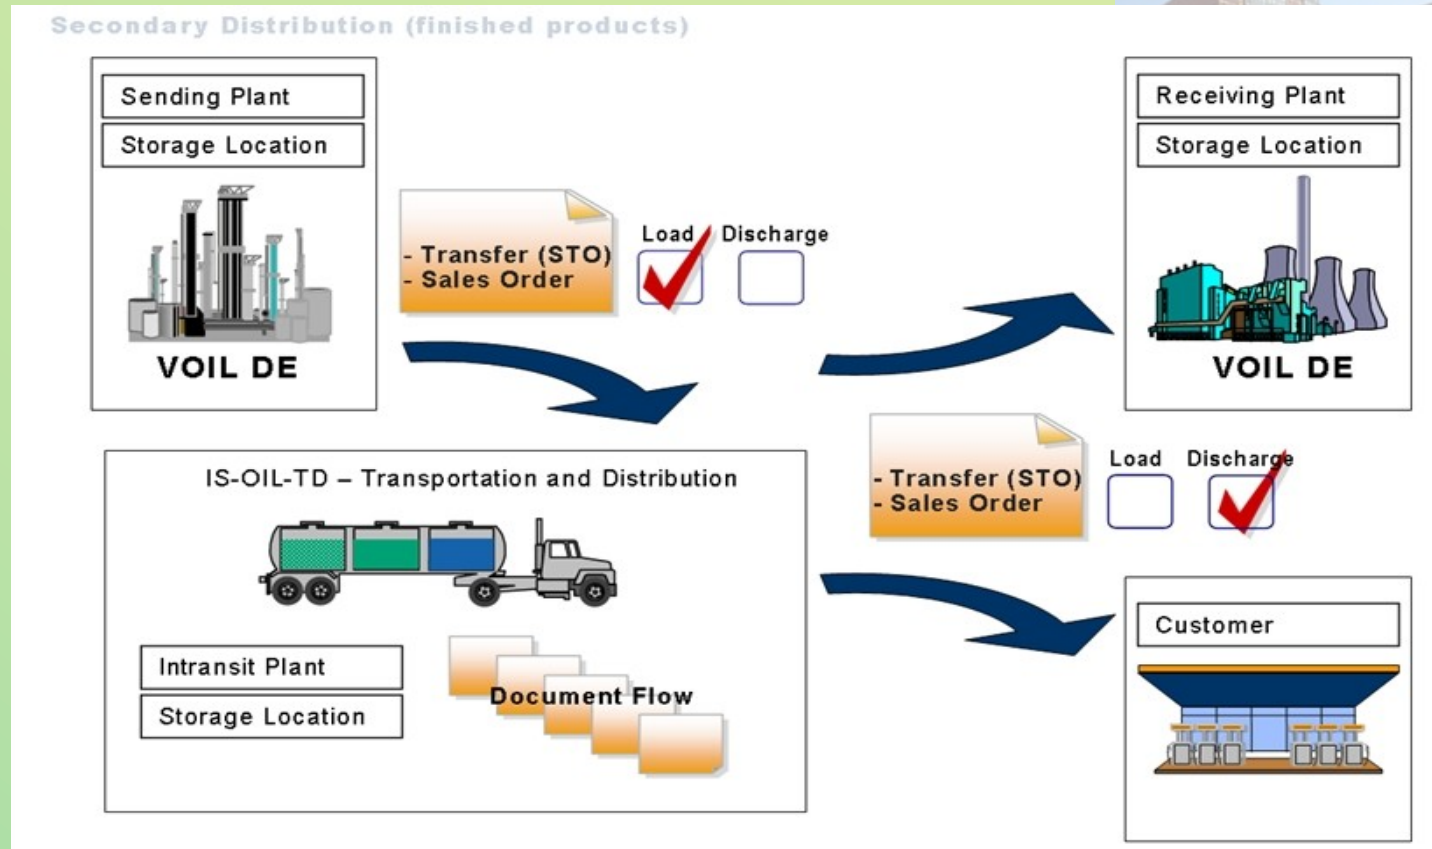 Secondary Distribution (finished products)
Sending Plant
Storage Location
VOIL DE
- Transfer (STO)
- Sales Order
Load Discharge
Receiving Plant
Storage Location
VOIL DE
- Transfer (STO)
- Sales Order
Load Discharge
IS-OIL-TD – Transportation and Distribution
Intransit Plant
Storage Location
Document Flow
Customer